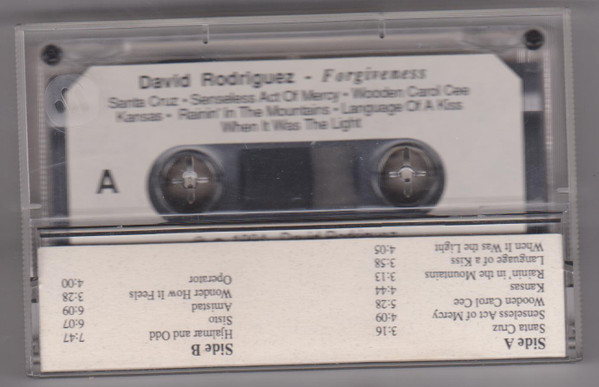 David Rodriguez - Forgiveness
Santa Cruz - Senseless Act Of Mercy - Wooden Carol Cee
Kansas - Rainin' In The Mountains - Language Of A Kiss
When It Was The Light
A
David Rodriguez
Side A
Santa Cruz 3:16
Senseless Act of Mercy 4:09
Wooden Carol Cee 5:28
Kansas 4:44
Rainin' in the Mountains 3:13
Language of a Kiss 3:58
When It Was the Light 4:05
Side B
Hjalmar and Odd 7:47
Sisto 6:07
Amistad 6:09
Wonder How It Feels 3:28
Operator 4:00